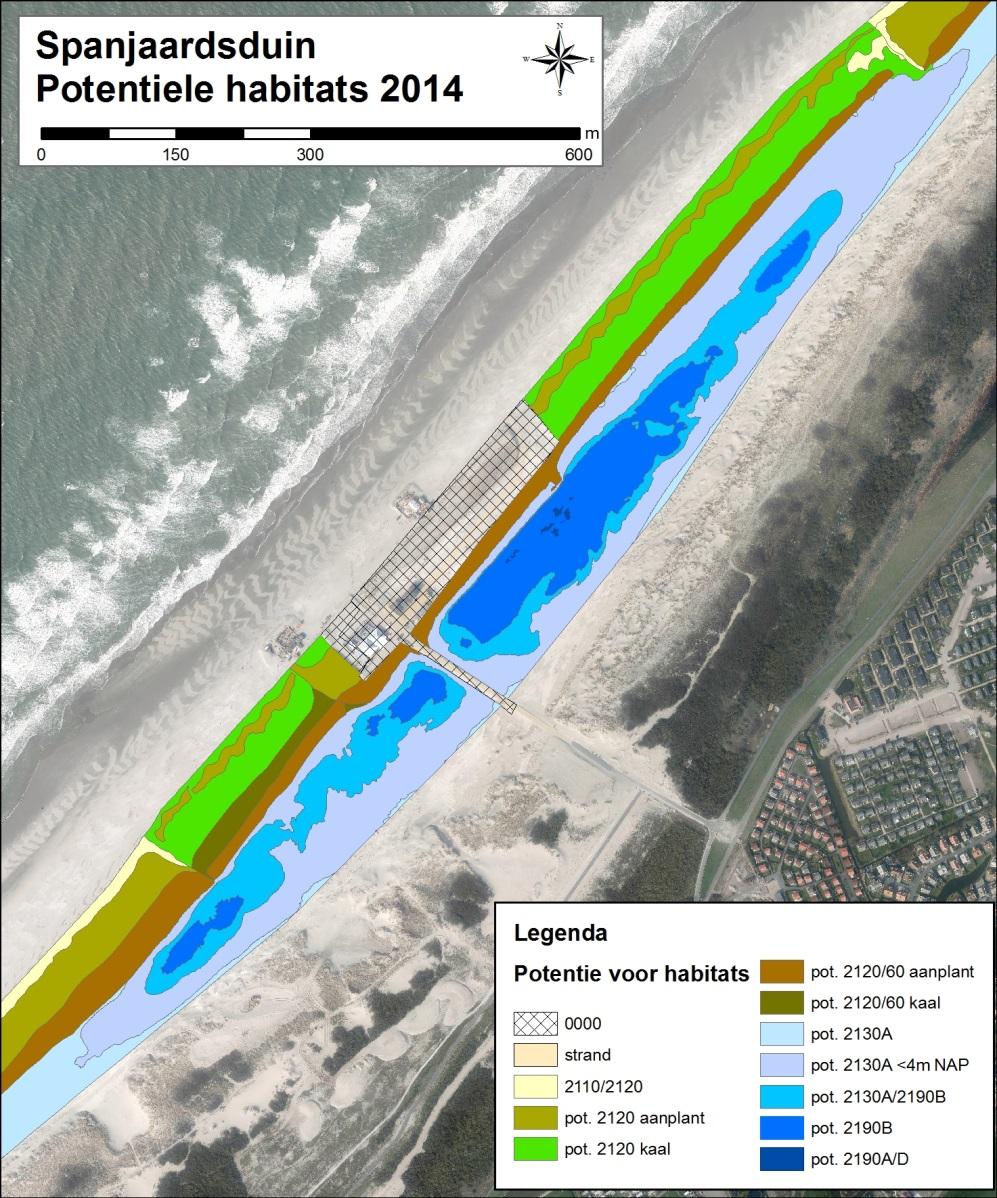 Spanjaardsduin
Potentiele habitats 2014
N
W E
S
m
0 150 300 600
Legenda
Potentie voor habitats
0000
strand
2110/2120
pot. 2120 aanplant
pot. 2120 kaal
pot. 2120/60 aanplant
pot. 2120/60 kaal
pot. 2130A
pot. 2130A <4m NAP
pot. 2130A/2190B
pot. 2190B
pot. 2190A/D